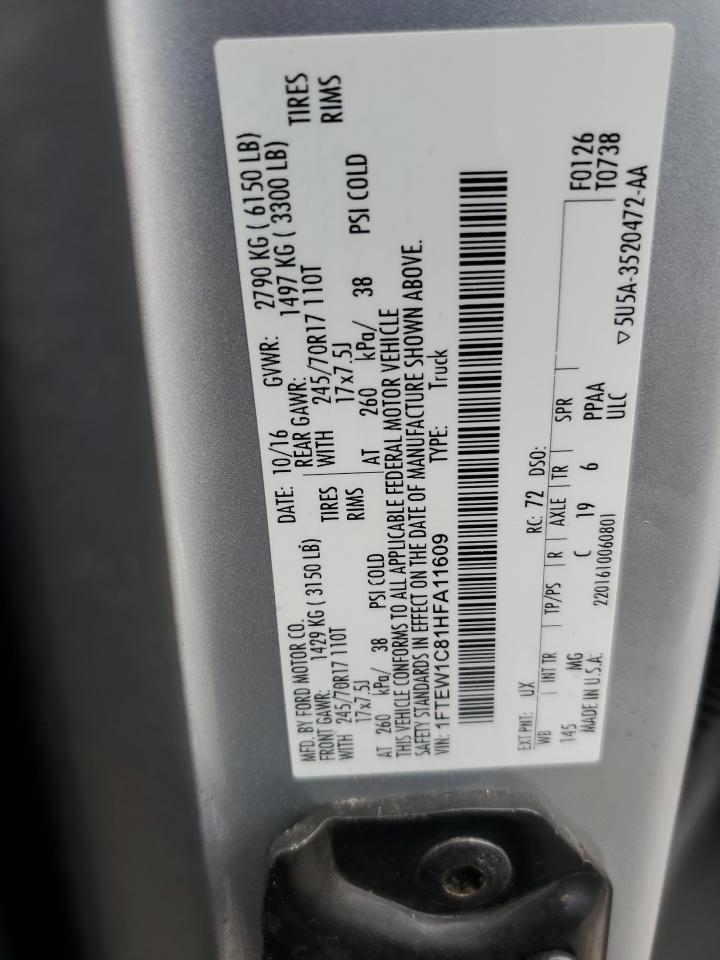 MFD. BY FORD MOTOR CO.
DATE: 10/16 GVWR: 2790 KG ( 6150 LB)
FRONT GAWR: 1429 KG ( 3150 LB)
REAR GAWR: 1497 KG ( 3300 LB)
WITH 245/70R17 110T TIRES
WITH 245/70R17 110T TIRES
17x7.5J RIMS
17x7.5J RIMS
AT 260 kPa/ 38 PSI COLD
AT 260 kPa/ 38 PSI COLD
THIS VEHICLE CONFORMS TO ALL APPLICABLE FEDERAL MOTOR VEHICLE
SAFETY STANDARDS IN EFFECT ON THE DATE OF MANUFACTURE SHOWN ABOVE.
VIN: 1FTEW1C81HFA11609 TYPE: Truck
F0126
T0738
EXT PNT: UX RC: 72 DSO:
WB INT TR TP/PS R AXLE TR SPR
145 MG C 19 6 PPAA
MADE IN U.S.A. 2201610060801 ULC
▽5U5A-3520472-AA